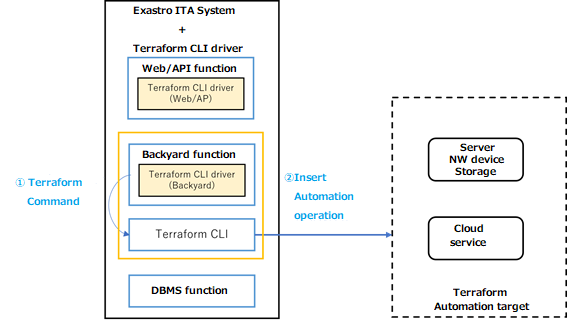 Exastro ITA System
+
Terraform CLI driver
Web/API function
Terraform CLI driver
(Web/AP)
Backyard function
Terraform CLI driver
(Backyard)
Terraform CLI
DBMS function
① Terraform
Command
②Insert
Automation
operation
Server
NW device
Storage
Cloud
service
Terraform
Automation target